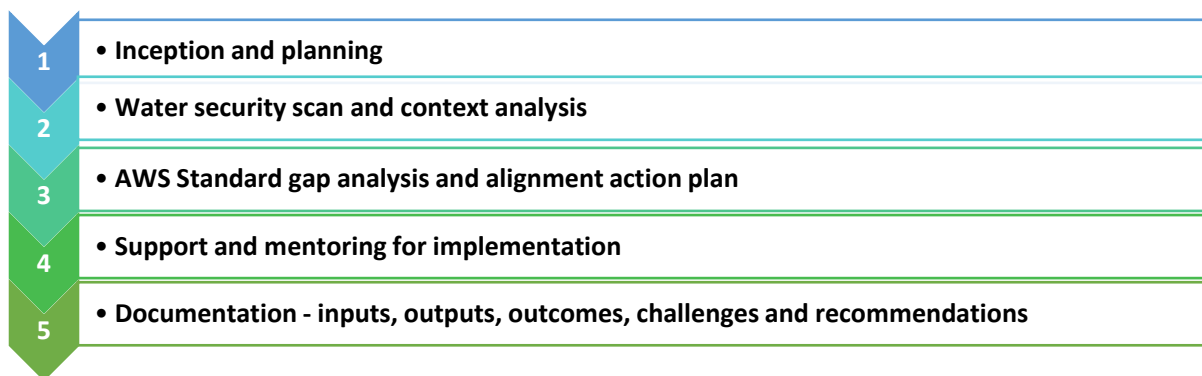 1 • Inception and planning
2 • Water security scan and context analysis
3 • AWS Standard gap analysis and alignment action plan
4 • Support and mentoring for implementation
5 • Documentation - inputs, outputs, outcomes, challenges and recommendations